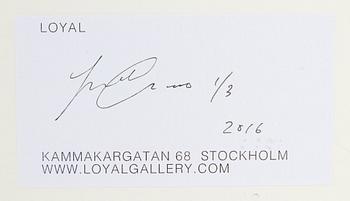 LOYAL
1/3
2016
KAMMAKARGATAN 68 STOCKHOLM
WWW.LOYALGALLERY.COM